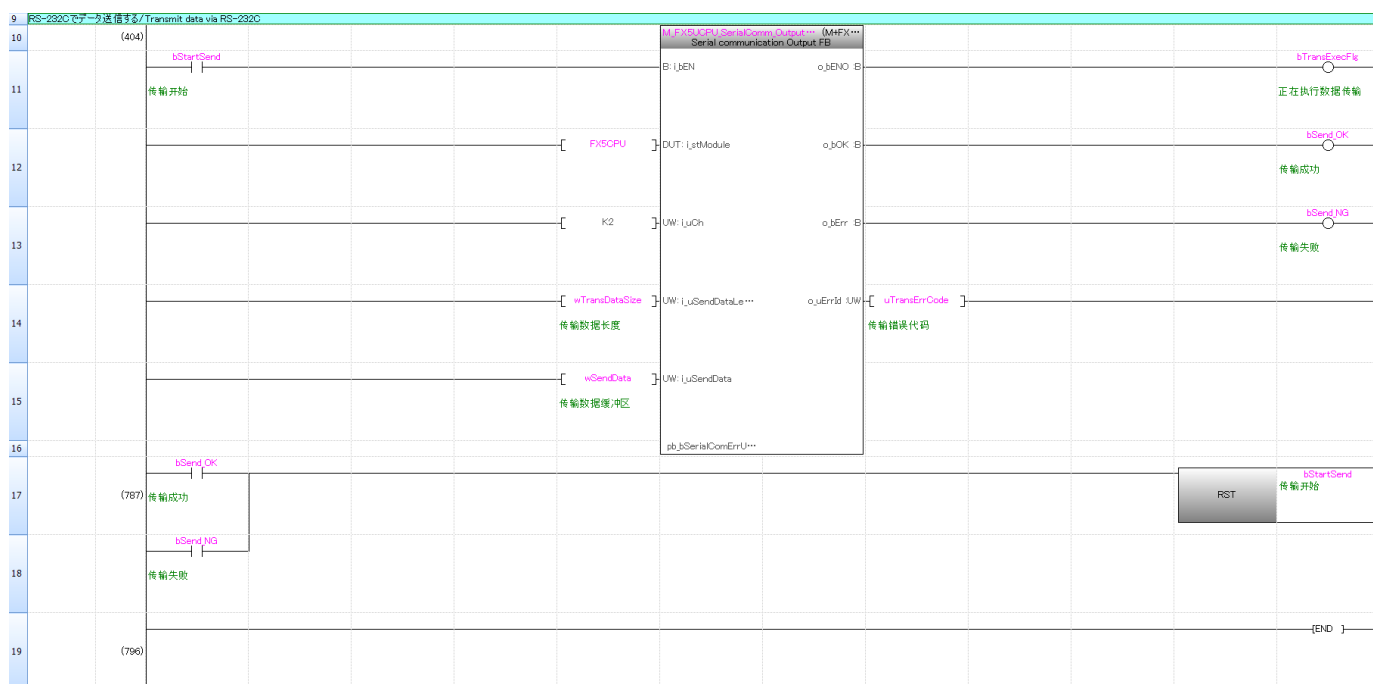 9 RS-232Cでデータ送信する/Transmit data via RS-232C
10 (404) M_FX5UCPU_SerialComm_Output… (M+FX…
Serial communication Output FB
bStartSend bTransExecFlg
B: i_bEN o_bENO :B
11 传输开始 正在执行数据传输
bSend_OK
[ FX5CPU ] DUT: i_stModule o_bOK :B
12 传输成功
bSend_NG
[ K2 ] UW: i_uCh o_bErr :B
13 传输失败
[ wTransDataSize ] UW: i_uSendDataLe… o_uErrId :UW [ uTransErrCode ]
14 传输数据长度 传输错误代码
[ wSendData ] UW: i_uSendData
15 传输数据缓冲区
16 pb_bSerialComErrU…
bSend_OK bStartSend
17 (787) 传输成功 RST 传输开始
bSend_NG
18 传输失败
[END ]
19 (796)